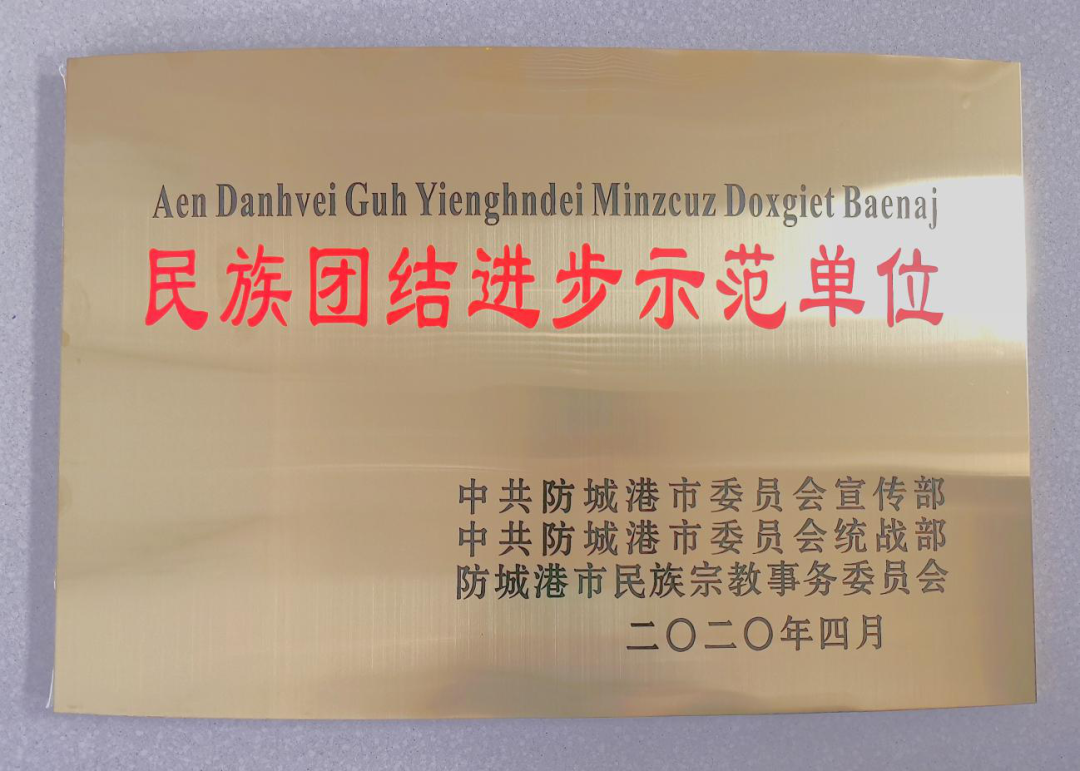 Aen Danhvei Guh Yienghndei Minzcuz Doxgiet Baenaj
民族团结进步示范单位
中共防城港市委员会宣传部
中共防城港市委员会统战部
防城港市民族宗教事务委员会
二〇二〇年四月